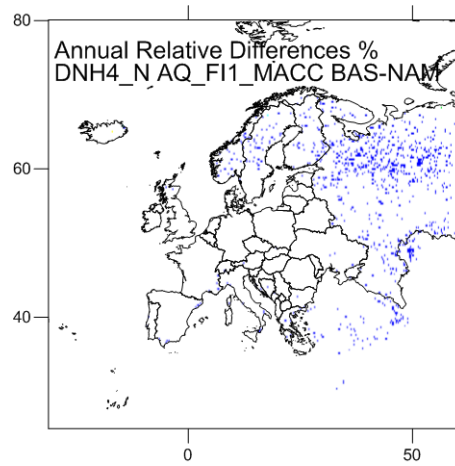 80
Annual Relative Differences %
DNH4_N AQ_FI1_MACC BAS-NAM
60
40
0
50